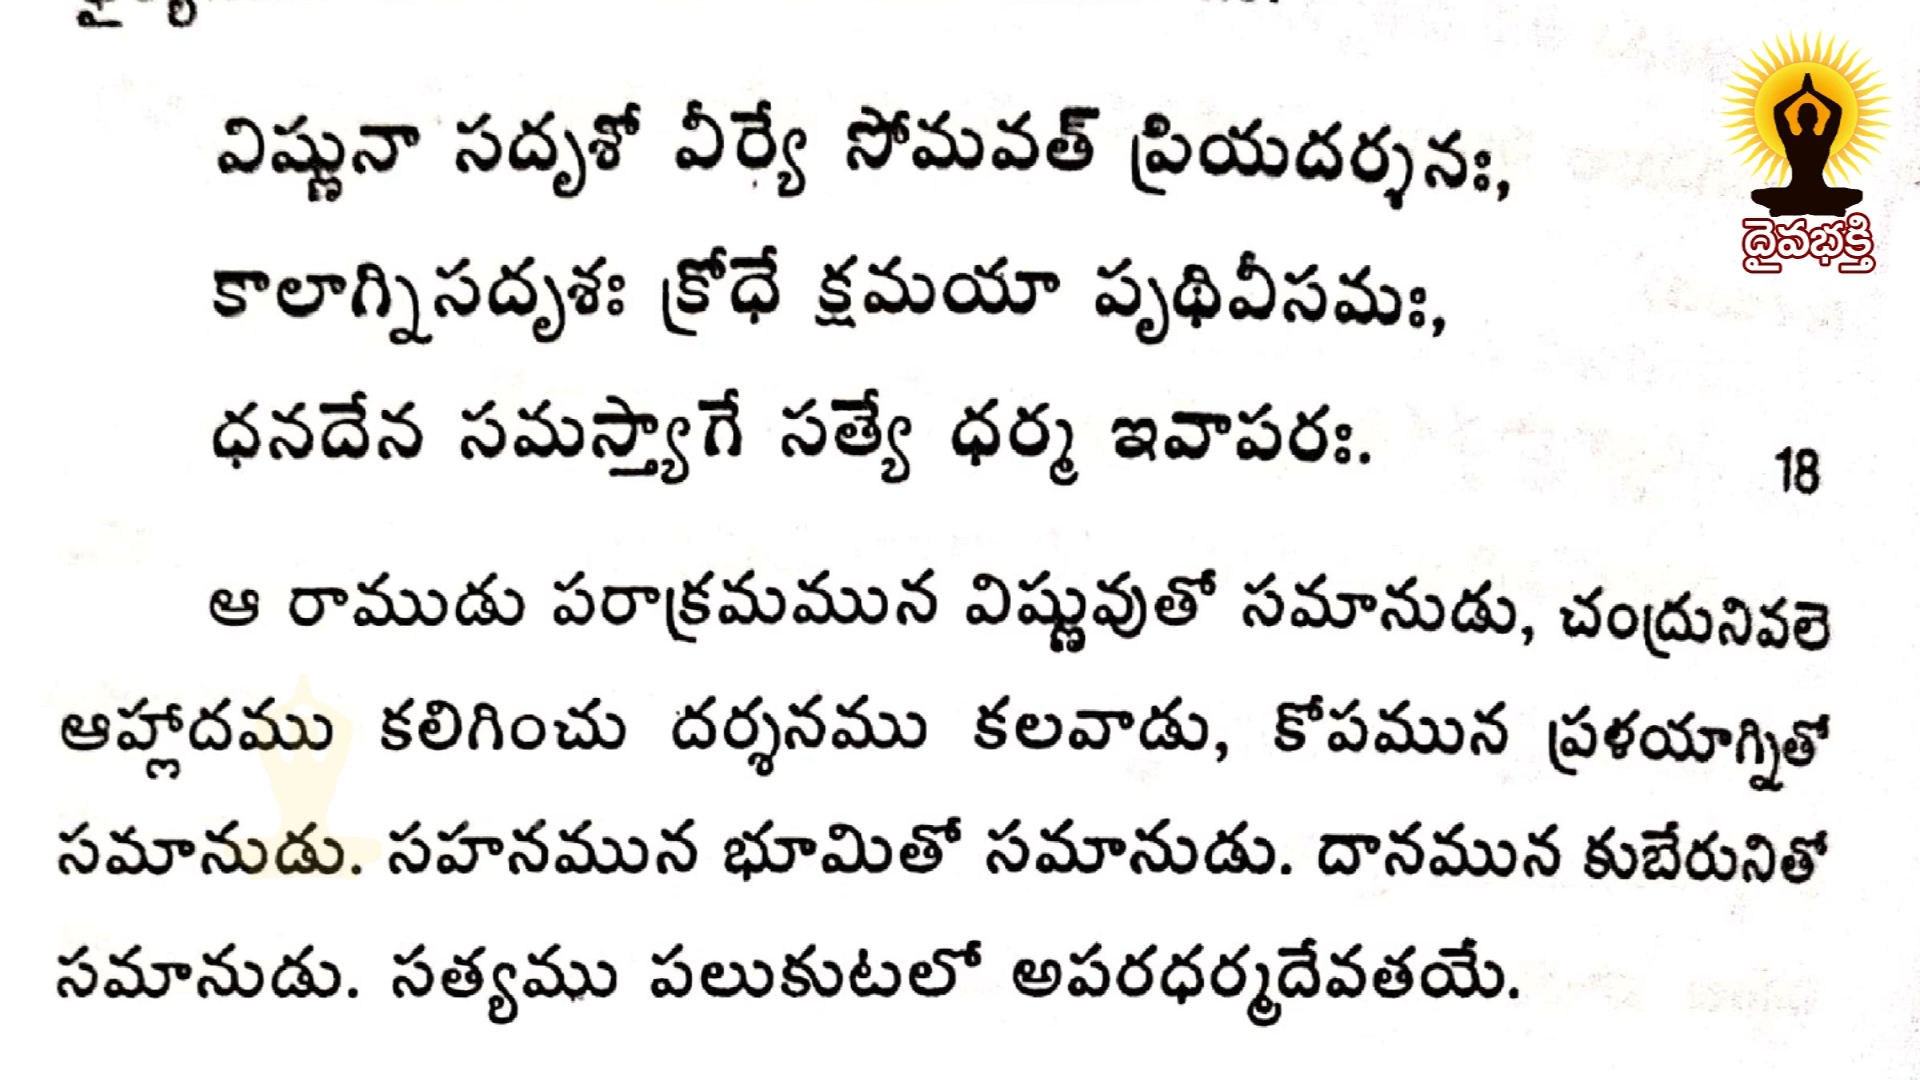 విష్ణునా సదృశో వీర్యే సోమవత్ ప్రియదర్శనః,
దైవభక్తి
కాలాగ్నిసదృశః క్రోధే క్షమయా పృథివీసమః,
ధనదేన సమస్త్యాగే సత్యే ధర్మ ఇవాపరః.
18
ఆ రాముడు పరాక్రమమున విష్ణువుతో సమానుడు, చంద్రునివలె
ఆహ్లాదము కలిగించు దర్శనము కలవాడు, కోపమున ప్రళయాగ్నితో
సమానుడు. సహనమున భూమితో సమానుడు. దానమున కుబేరునితో
సమానుడు. సత్యము పలుకుటలో అపరధర్మదేవతయే.